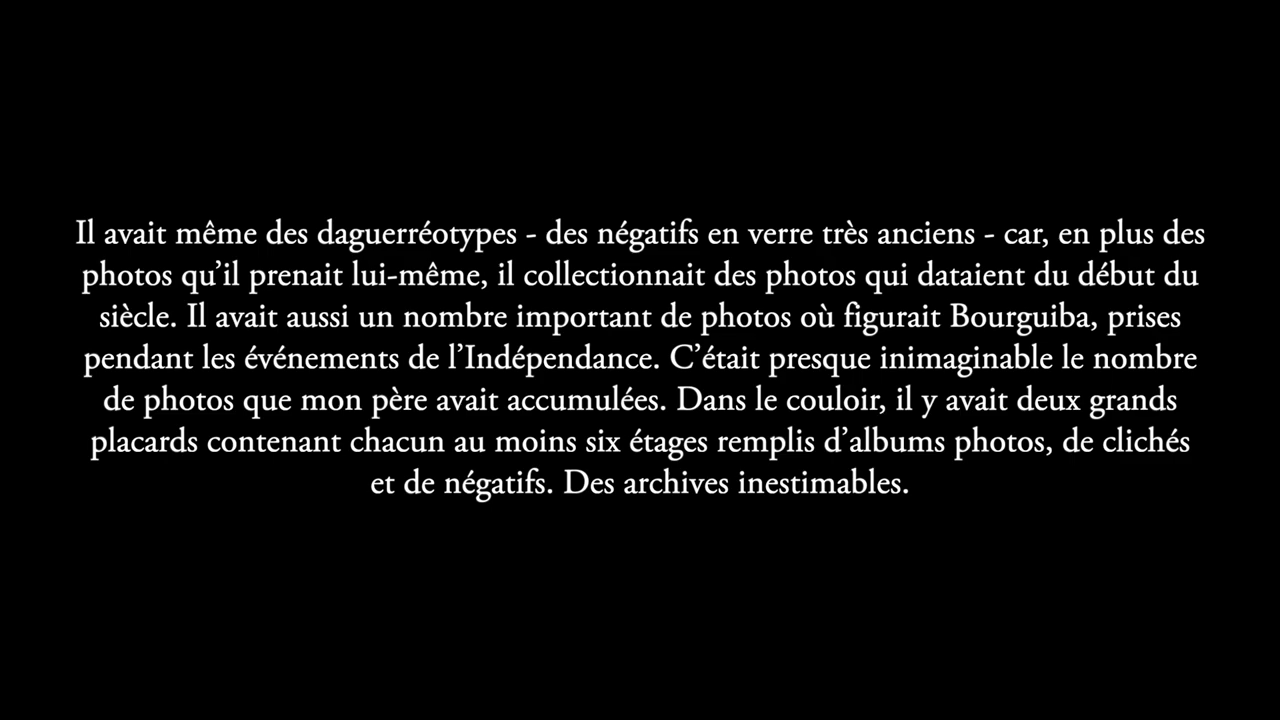 Il avait même des daguerréotypes - des négatifs en verre très anciens - car, en plus des
photos qu’il prenait lui-même, il collectionnait des photos qui dataient du début du
siècle. Il avait aussi un nombre important de photos où figurait Bourguiba, prises
pendant les événements de l’Indépendance. C’était presque inimaginable le nombre
de photos que mon père avait accumulées. Dans le couloir, il y avait deux grands
placards contenant chacun au moins six étages remplis d’albums photos, de clichés
et de négatifs. Des archives inestimables.